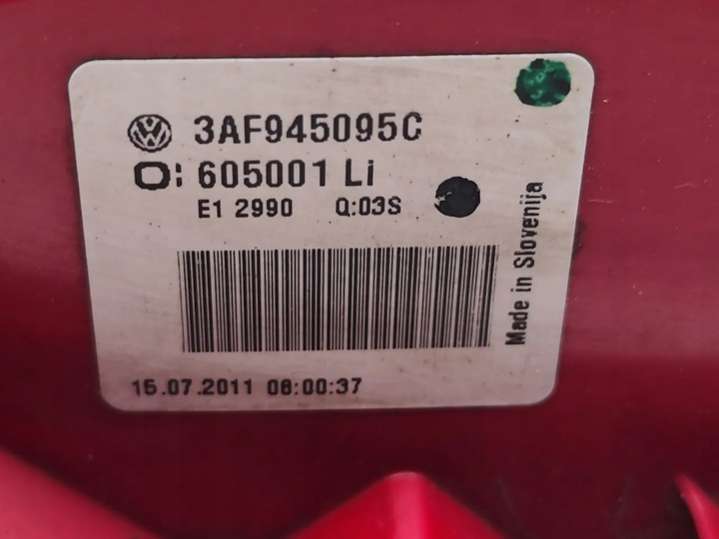 3AF945095C
O: 605001 Li
E1 2990 Q:03S
Made in Slovenija
15.07.2011 06:00:37